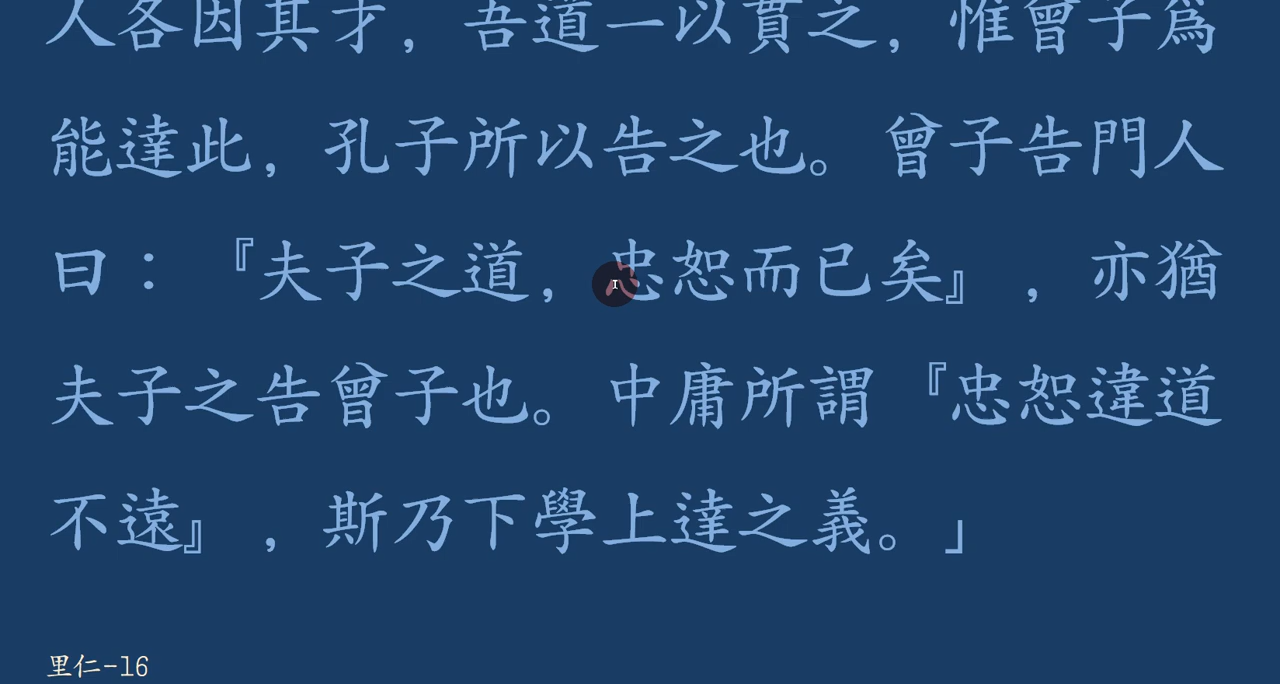 人各因其才，吾道一以貫之，惟曾子爲
能達此，孔子所以告之也。曾子告門人
曰：『夫子之道，忠恕而已矣』，亦猶
夫子之告曾子也。中庸所謂『忠恕違道
不遠』，斯乃下學上達之義。」
里仁-16